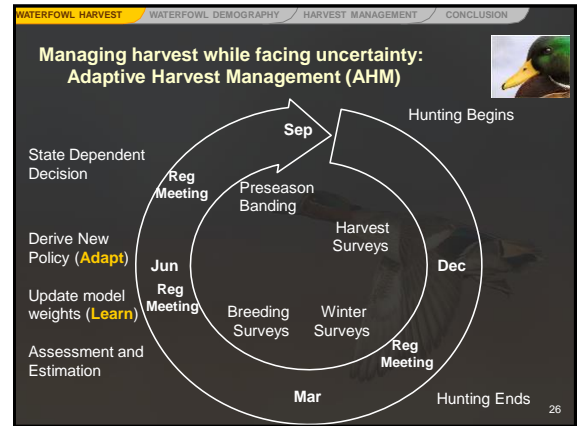 WATERFOWL HARVEST
WATERFOWL DEMOGRAPHY
HARVEST MANAGEMENT
CONCLUSION
Managing harvest while facing uncertainty:
Adaptive Harvest Management (AHM)
Hunting Begins
Sep
State Dependent
Decision
Reg
Meeting
Preseason
Banding
Harvest
Surveys
Derive New
Policy (Adapt)
Jun
Dec
Update model
weights (Learn)
Reg
Meeting
Breeding
Surveys
Winter
Surveys
Assessment and
Estimation
Reg
Meeting
Mar
Hunting Ends
26